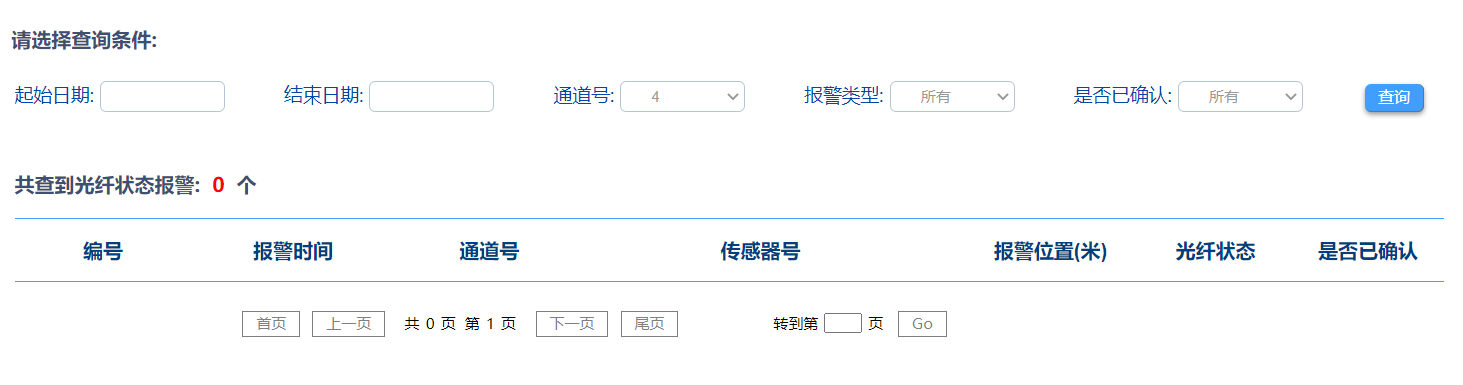 请选择查询条件:
起始日期: 结束日期: 通道号: 4 报警类型: 所有 是否已确认: 所有 查询
共查到光纤状态报警: 0 个
编号 报警时间 通道号 传感器号 报警位置(米) 光纤状态 是否已确认
首页 上一页 共 0 页 第 1 页 下一页 尾页 转到第 页 Go